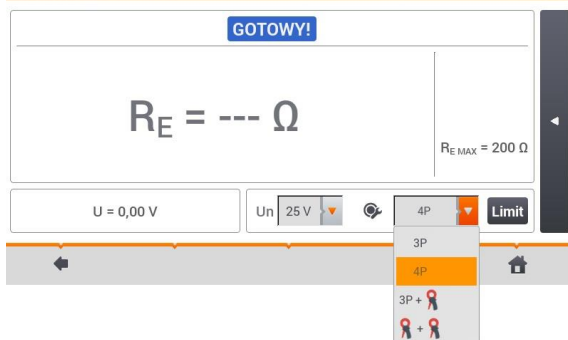 GOTOWY!
RE = --- Ω
RE MAX = 200 Ω
U = 0,00 V
Un 25 V 4P Limit
3P
4P
3P +
+